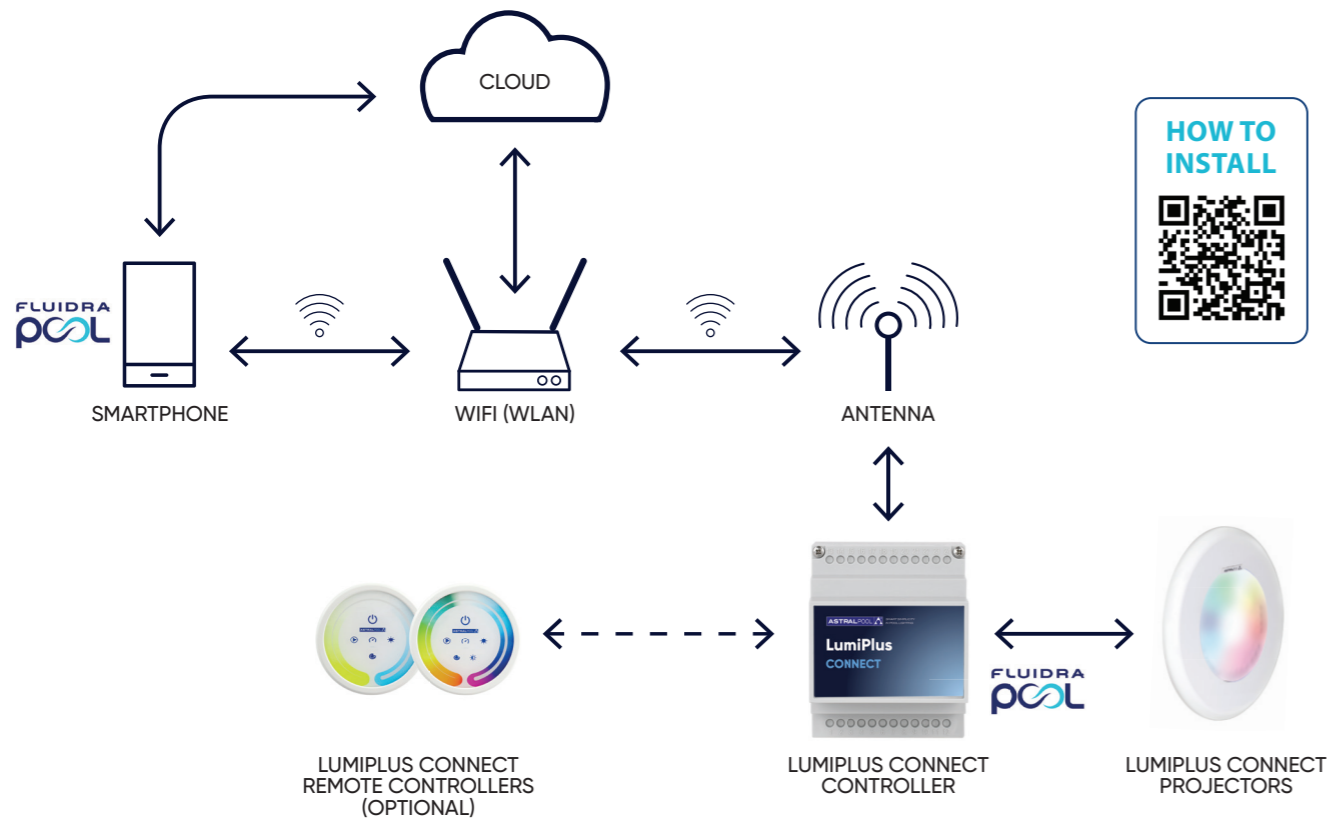 CLOUD
HOW TO
INSTALL
FLUIDRA
POOL
SMARTPHONE
WIFI (WLAN)
ANTENNA
ASTRALPOOL
LumiPlus
CONNECT
FLUIDRA
POOL
LUMIPLUS CONNECT
REMOTE CONTROLLERS
(OPTIONAL)
LUMIPLUS CONNECT
CONTROLLER
LUMIPLUS CONNECT
PROJECTORS